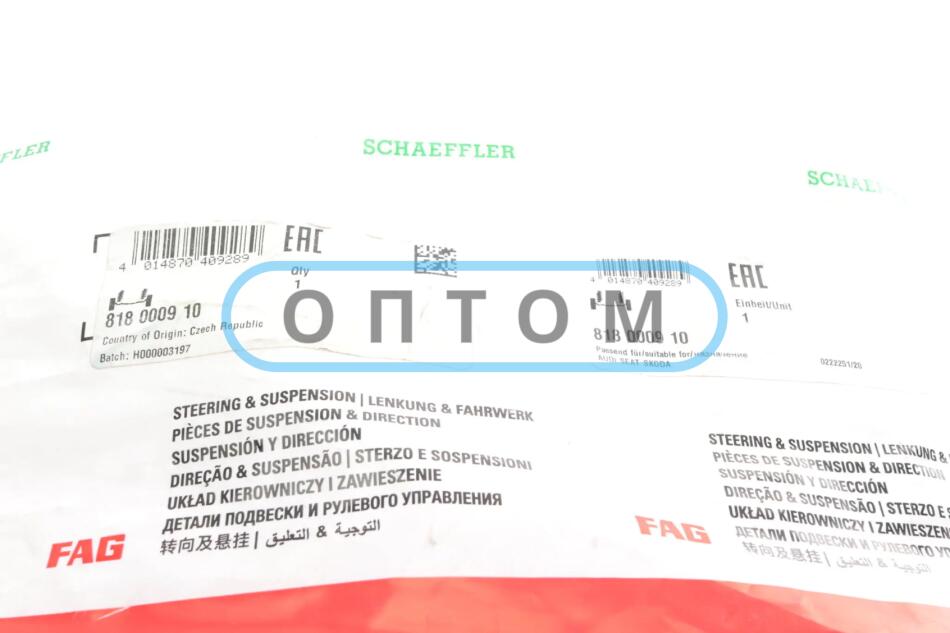 FFLER
SCHAEFFLER
SCHAEF
4 014870 409289
EAC
Qty
1
818 0009 10
Country of Origin: Czech Republic
Batch: H000003197
4 014870 409289
EAC
Einheit/Unit
1
818 0009 10
Passend für/suitable for/назначение
AUDI SEAT SKODA
0222251/20
ОПТОМ
STEERING & SUSPENSION | LENKUNG & FAHRWERK
PIÈCES DE SUSPENSION & DIRECTION
SUSPENSIÓN Y DIRECCIÓN
DIREÇÃO & SUSPENSÃO | STERZO E SOSPENSIONI
UKŁAD KIEROWNICZY I ZAWIESZENIE
ДЕТАЛИ ПОДВЕСКИ И РУЛЕВОГО УПРАВЛЕНИЯ
转向及悬挂 | التوجية & التعليق
FAG
STEERING & SUSPENSION | LENKUNG &
PIÈCES DE SUSPENSION & DIRECTION
SUSPENSIÓN Y DIRECCIÓN
DIREÇÃO & SUSPENSÃO | STERZO E
UKŁAD KIEROWNICZY I ZAWIESZENIE
ДЕТАЛИ ПОДВЕСКИ И РУЛЕВОГО
转向及悬挂 | التوجية & التعليق
FAG